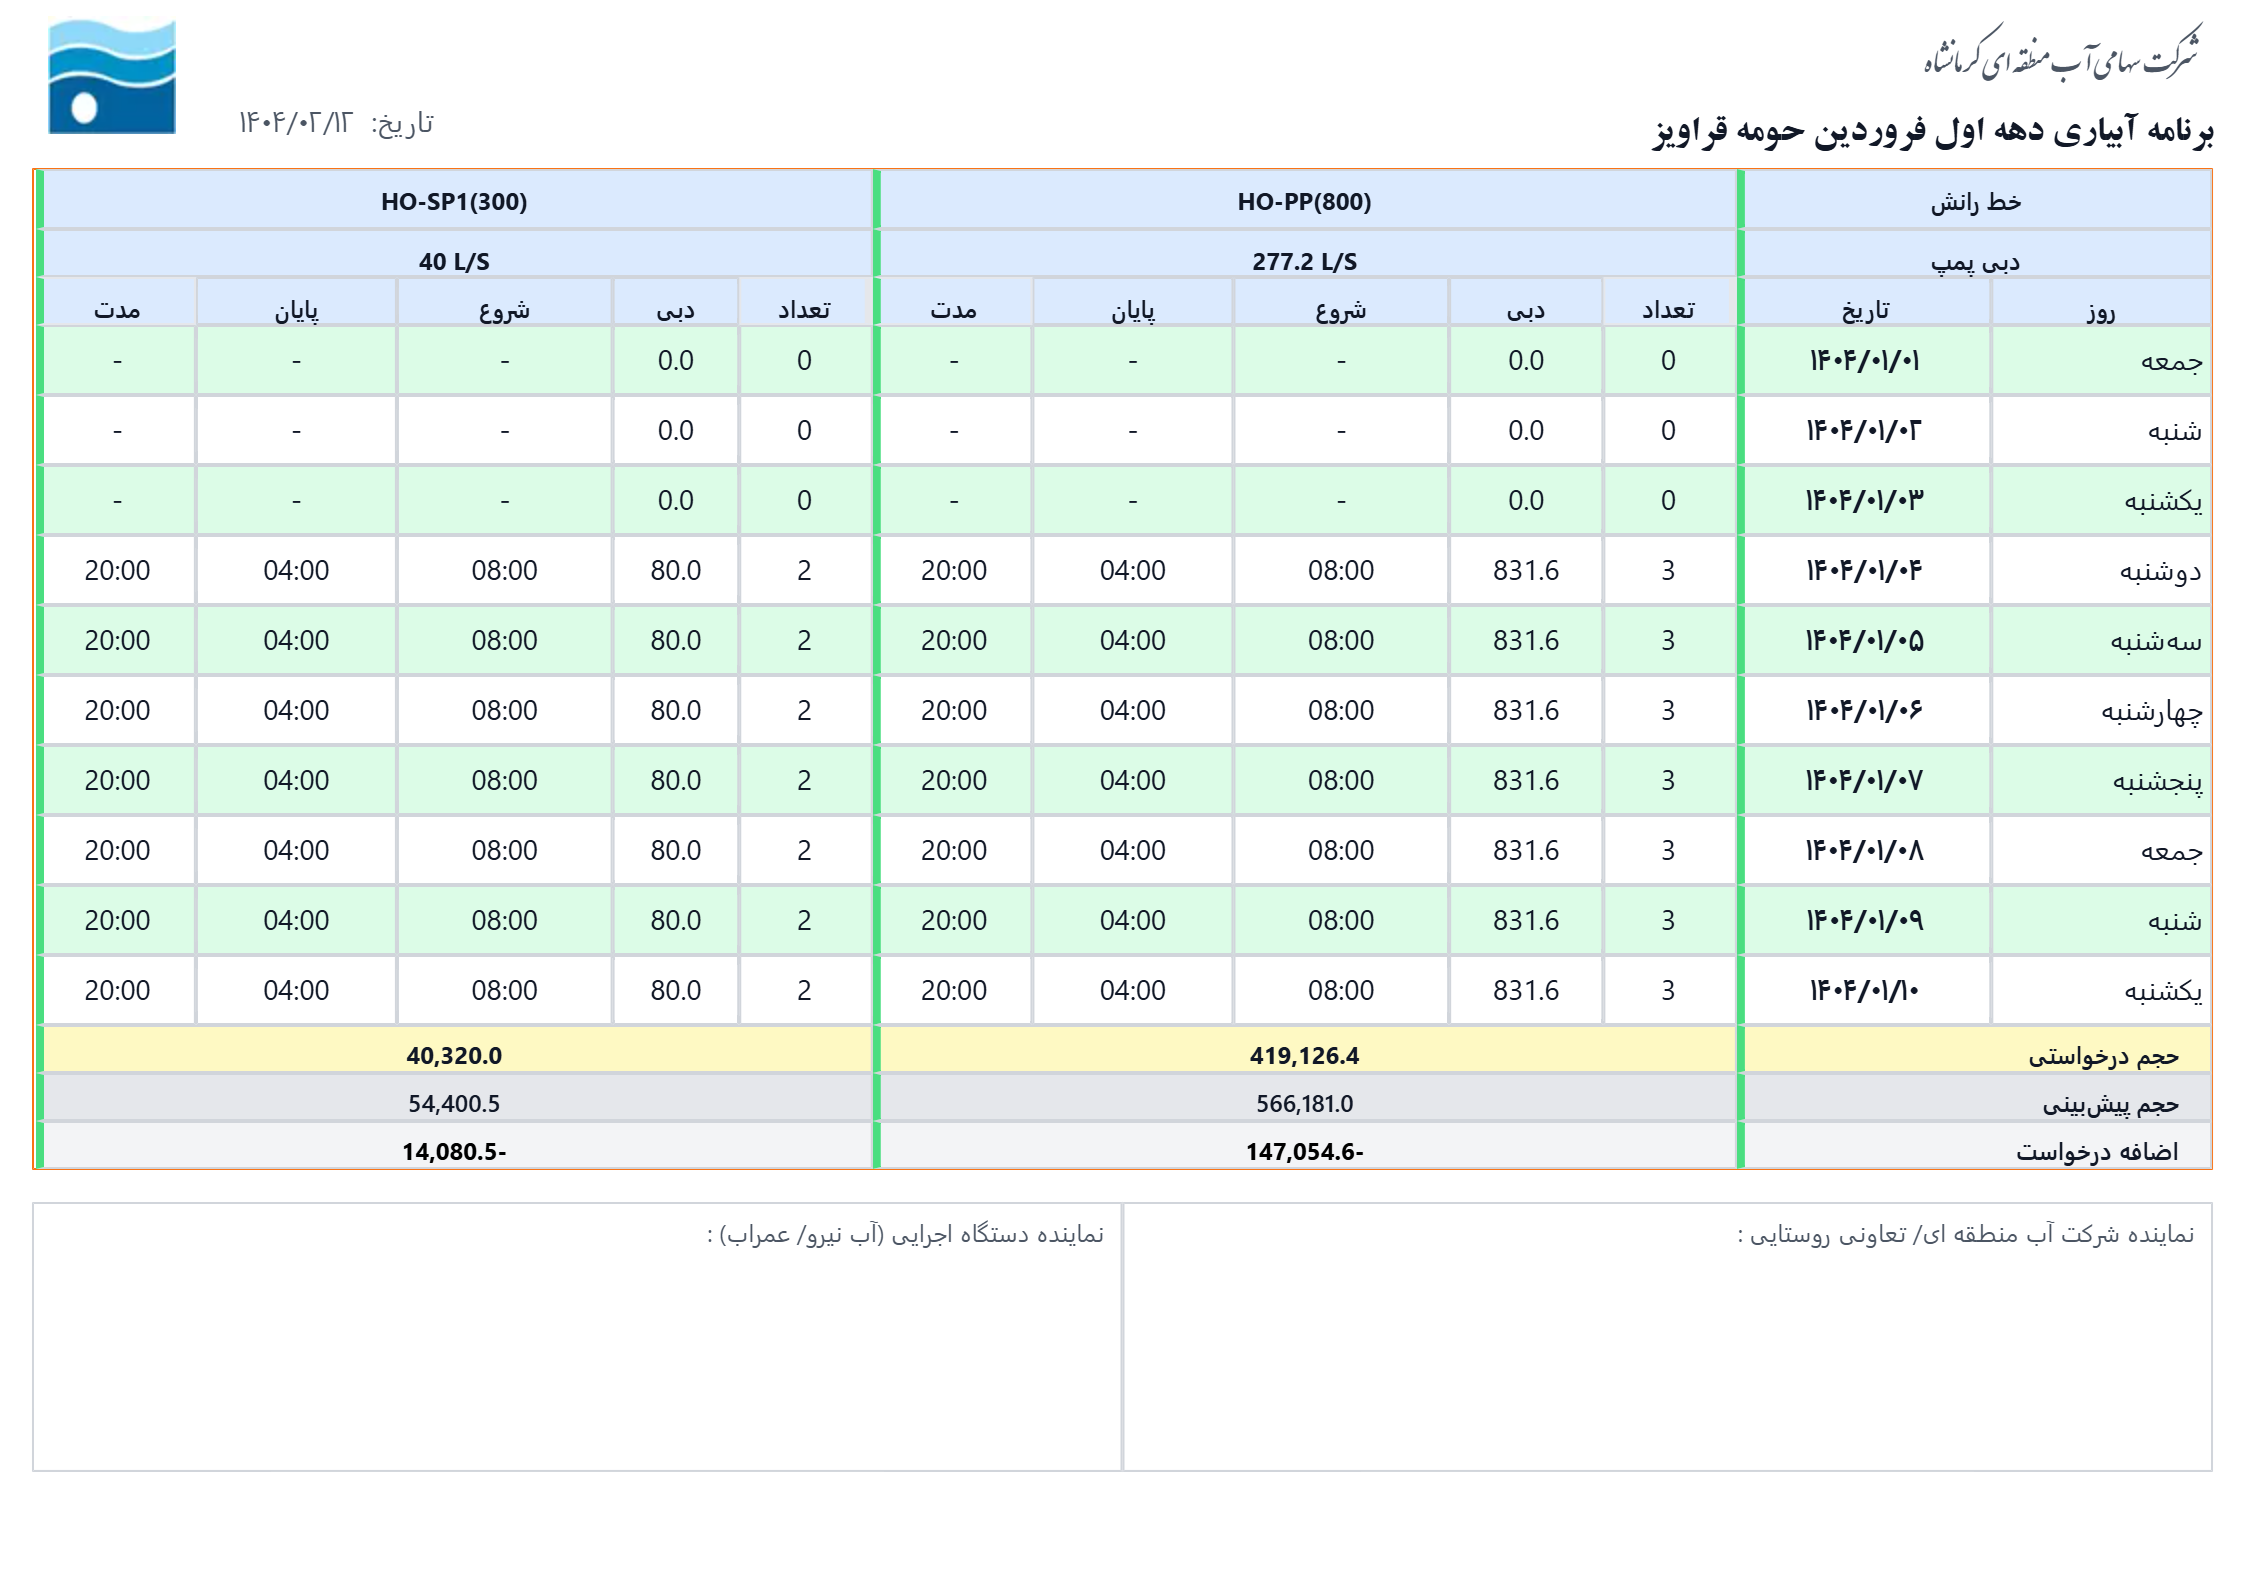 شرکت سهامی آب منطقه ای کرمانشاه
برنامه آبیاری دهه اول فروردین حومه قراویز
تاریخ: ۱۴۰۴/۰۲/۱۲
خط رانش HO-PP(800) HO-SP1(300)
دبی پمپ 277.2 L/S 40 L/S
روز تاریخ تعداد دبی شروع پایان مدت تعداد دبی شروع پایان مدت
جمعه ۱۴۰۴/۰۱/۰۱ 0 0.0 - - - 0 0.0 - - -
شنبه ۱۴۰۴/۰۱/۰۲ 0 0.0 - - - 0 0.0 - - -
یکشنبه ۱۴۰۴/۰۱/۰۳ 0 0.0 - - - 0 0.0 - - -
دوشنبه ۱۴۰۴/۰۱/۰۴ 3 831.6 08:00 04:00 20:00 2 80.0 08:00 04:00 20:00
سه‌شنبه ۱۴۰۴/۰۱/۰۵ 3 831.6 08:00 04:00 20:00 2 80.0 08:00 04:00 20:00
چهارشنبه ۱۴۰۴/۰۱/۰۶ 3 831.6 08:00 04:00 20:00 2 80.0 08:00 04:00 20:00
پنجشنبه ۱۴۰۴/۰۱/۰۷ 3 831.6 08:00 04:00 20:00 2 80.0 08:00 04:00 20:00
جمعه ۱۴۰۴/۰۱/۰۸ 3 831.6 08:00 04:00 20:00 2 80.0 08:00 04:00 20:00
شنبه ۱۴۰۴/۰۱/۰۹ 3 831.6 08:00 04:00 20:00 2 80.0 08:00 04:00 20:00
یکشنبه ۱۴۰۴/۰۱/۱۰ 3 831.6 08:00 04:00 20:00 2 80.0 08:00 04:00 20:00
حجم درخواستی 419,126.4 40,320.0
حجم پیش‌بینی 566,181.0 54,400.5
اضافه درخواست 147,054.6- 14,080.5-
نماینده شرکت آب منطقه ای/ تعاونی روستایی :
نماینده دستگاه اجرایی (آب نیرو/ عمراب) :